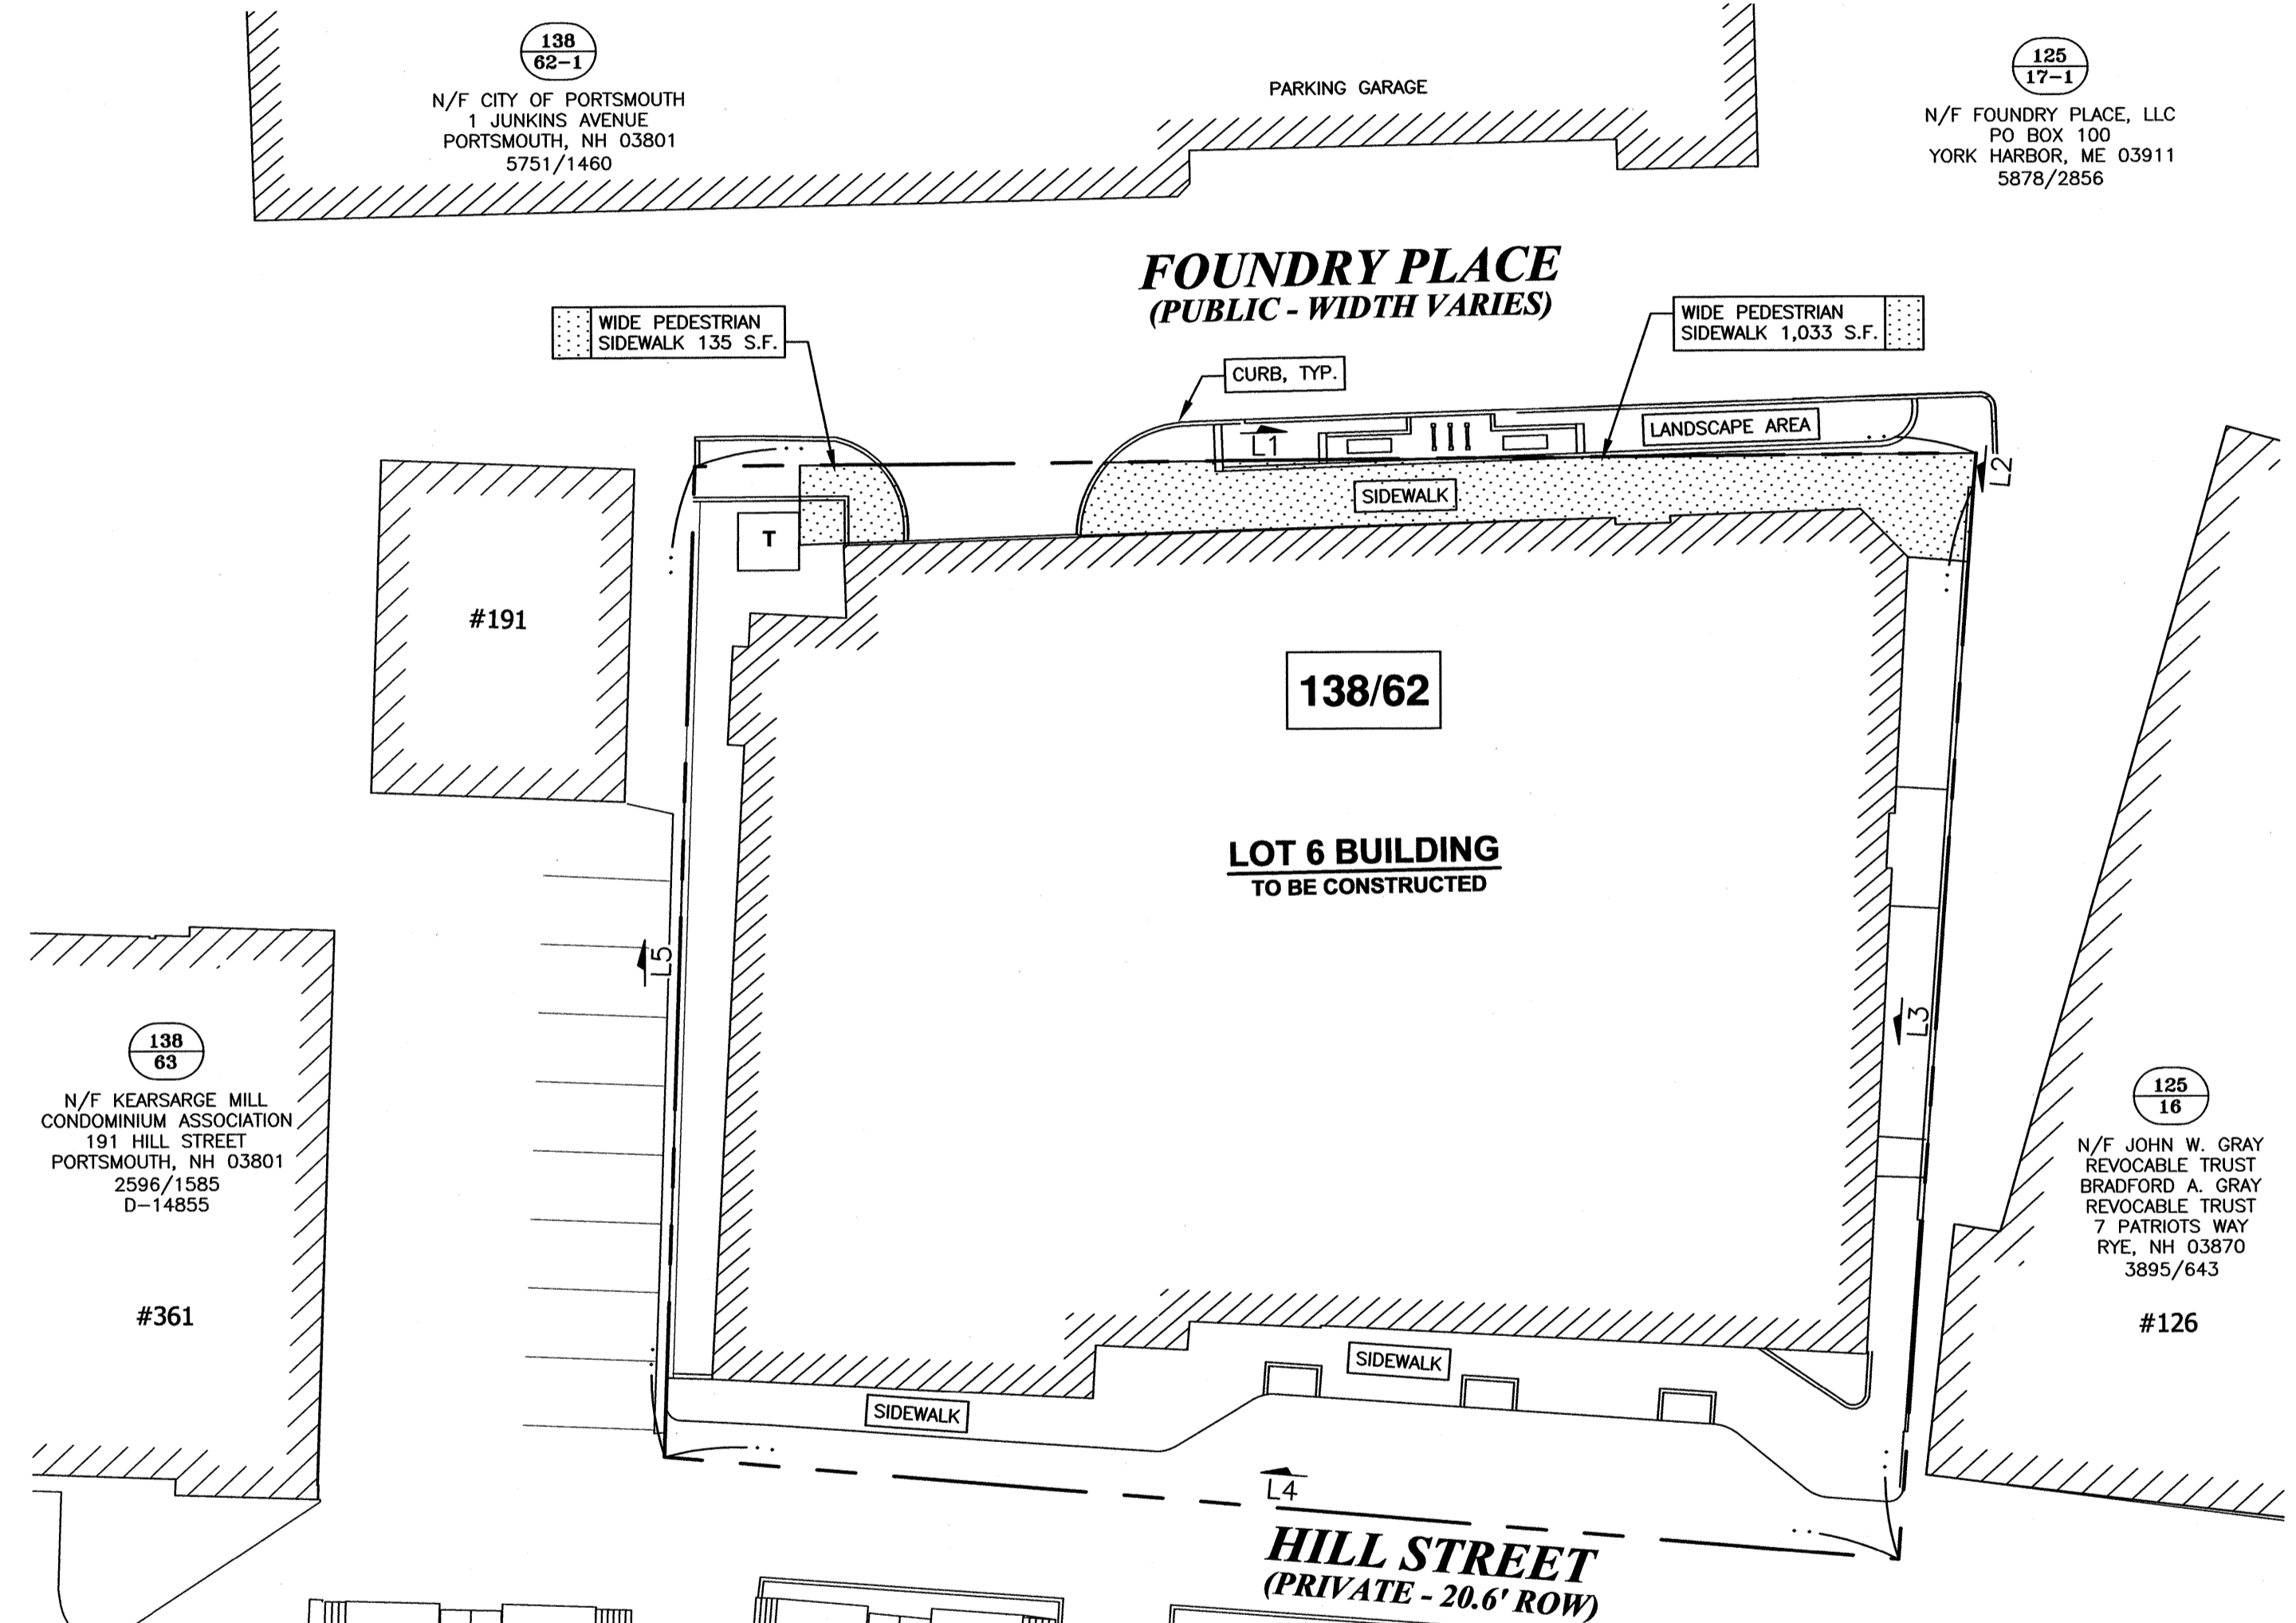 138
62-1
N/F CITY OF PORTSMOUTH
1 JUNKINS AVENUE
PORTSMOUTH, NH 03801
5751/1460
PARKING GARAGE
125
17-1
N/F FOUNDRY PLACE, LLC
PO BOX 100
YORK HARBOR, ME 03911
5878/2856
FOUNDRY PLACE
(PUBLIC - WIDTH VARIES)
WIDE PEDESTRIAN
SIDEWALK 135 S.F.
WIDE PEDESTRIAN
SIDEWALK 1,033 S.F.
CURB, TYP.
L1
LANDSCAPE AREA
L2
SIDEWALK
T
#191
138/62
LOT 6 BUILDING
TO BE CONSTRUCTED
L5
L3
138
63
N/F KEARSARGE MILL
CONDOMINIUM ASSOCIATION
191 HILL STREET
PORTSMOUTH, NH 03801
2596/1585
D-14855
#361
125
16
N/F JOHN W. GRAY
REVOCABLE TRUST
BRADFORD A. GRAY
REVOCABLE TRUST
7 PATRIOTS WAY
RYE, NH 03870
3895/643
#126
SIDEWALK
SIDEWALK
L4
HILL STREET
(PRIVATE - 20.6' ROW)